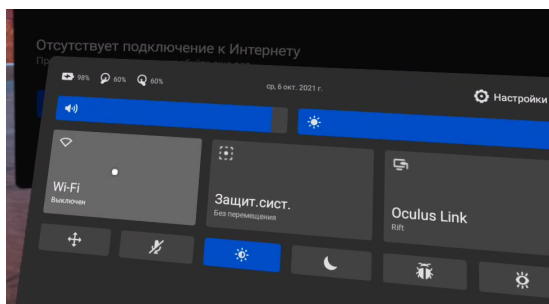 Отсутствует подключение к Интернету
98% 60% 60%
ср, 6 окт. 2021 г.
Настройки
Wi-Fi
Выключен
Защит.сист.
Без перемещения
Oculus Link
Rift